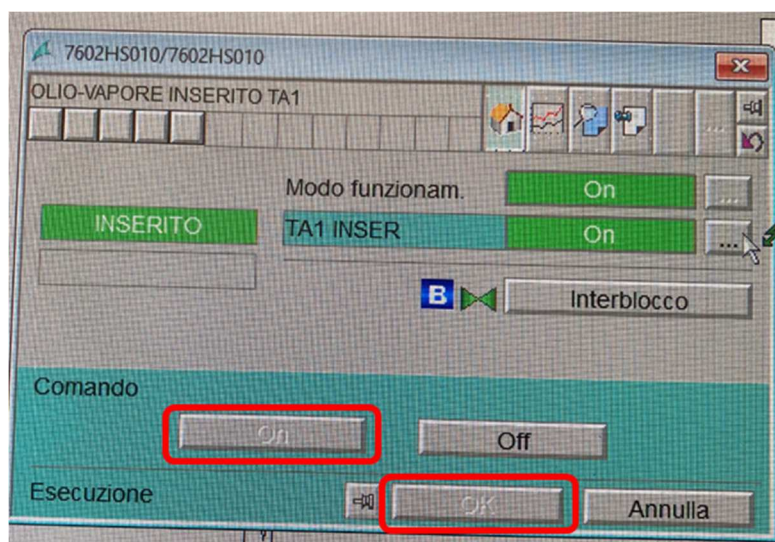 7602HS010/7602HS010
OLIO-VAPORE INSERITO TA1
Modo funzionam. On ...
INSERITO TA1 INSER On ...
B Interblocco
Comando
On Off
Esecuzione OK Annulla